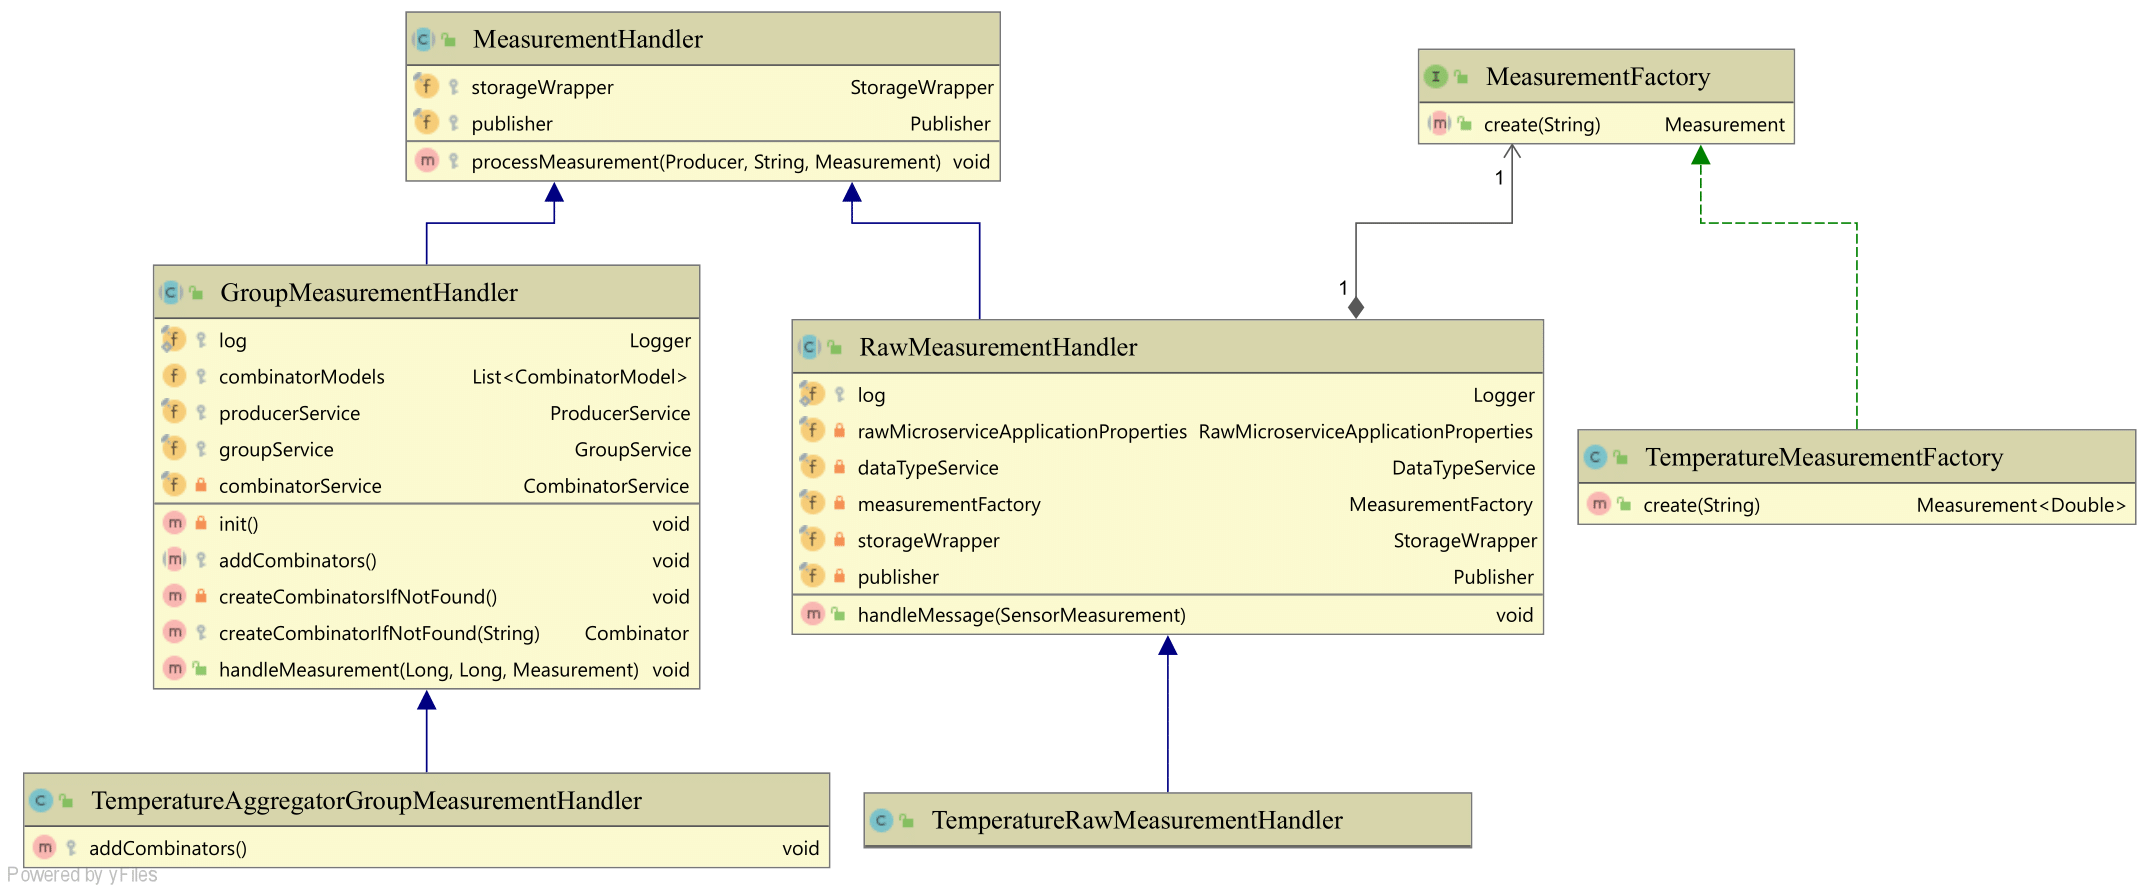 MeasurementHandler
storageWrapper StorageWrapper
publisher Publisher
processMeasurement(Producer, String, Measurement) void
MeasurementFactory
create(String) Measurement
1
1
GroupMeasurementHandler
log Logger
combinatorModels List<CombinatorModel>
producerService ProducerService
groupService GroupService
combinatorService CombinatorService
init() void
addCombinators() void
createCombinatorsIfNotFound() void
createCombinatorIfNotFound(String) Combinator
handleMeasurement(Long, Long, Measurement) void
RawMeasurementHandler
log Logger
rawMicroserviceApplicationProperties RawMicroserviceApplicationProperties
dataTypeService DataTypeService
measurementFactory MeasurementFactory
storageWrapper StorageWrapper
publisher Publisher
handleMessage(SensorMeasurement) void
TemperatureMeasurementFactory
create(String) Measurement<Double>
TemperatureAggregatorGroupMeasurementHandler
addCombinators() void
TemperatureRawMeasurementHandler
Powered by yFiles